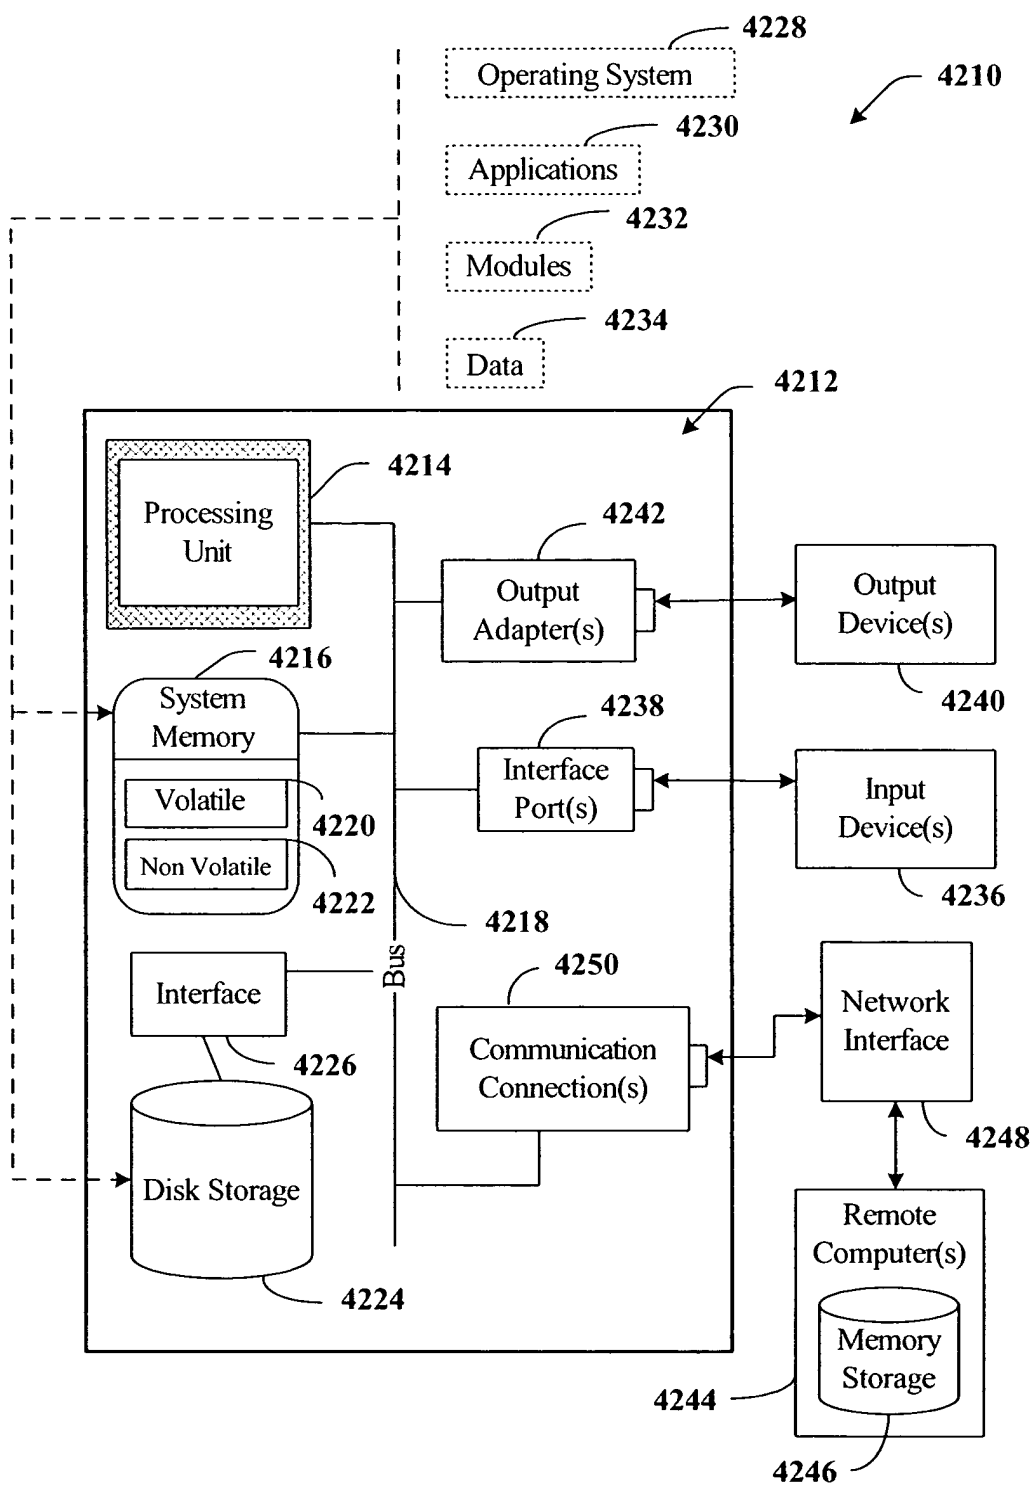 4228
Operating System
4210
4230
Applications
4232
Modules
4234
Data
4212
4214
Processing
Unit
4242
Output
Adapter(s)
Output
Device(s)
4240
4216
System
Memory
Volatile
4220
Non Volatile
4222
4238
Interface
Port(s)
Input
Device(s)
4236
4218
Bus
Interface
4226
4250
Communication
Connection(s)
Network
Interface
4248
Disk Storage
4224
Remote
Computer(s)
Memory
Storage
4244
4246